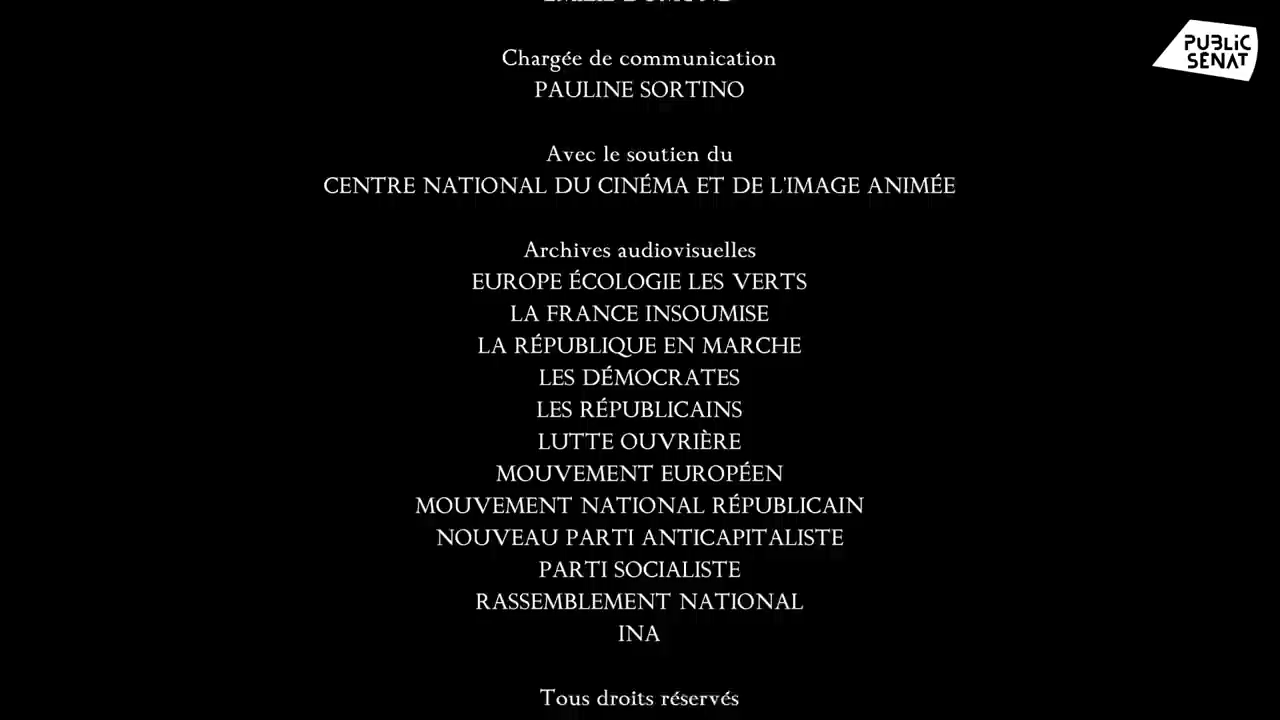 PUBLIC
SÉNAT
Chargée de communication
PAULINE SORTINO
Avec le soutien du
CENTRE NATIONAL DU CINÉMA ET DE L'IMAGE ANIMÉE
Archives audiovisuelles
EUROPE ÉCOLOGIE LES VERTS
LA FRANCE INSOUMISE
LA RÉPUBLIQUE EN MARCHE
LES DÉMOCRATES
LES RÉPUBLICAINS
LUTTE OUVRIÈRE
MOUVEMENT EUROPÉEN
MOUVEMENT NATIONAL RÉPUBLICAIN
NOUVEAU PARTI ANTICAPITALISTE
PARTI SOCIALISTE
RASSEMBLEMENT NATIONAL
INA
Tous droits réservés